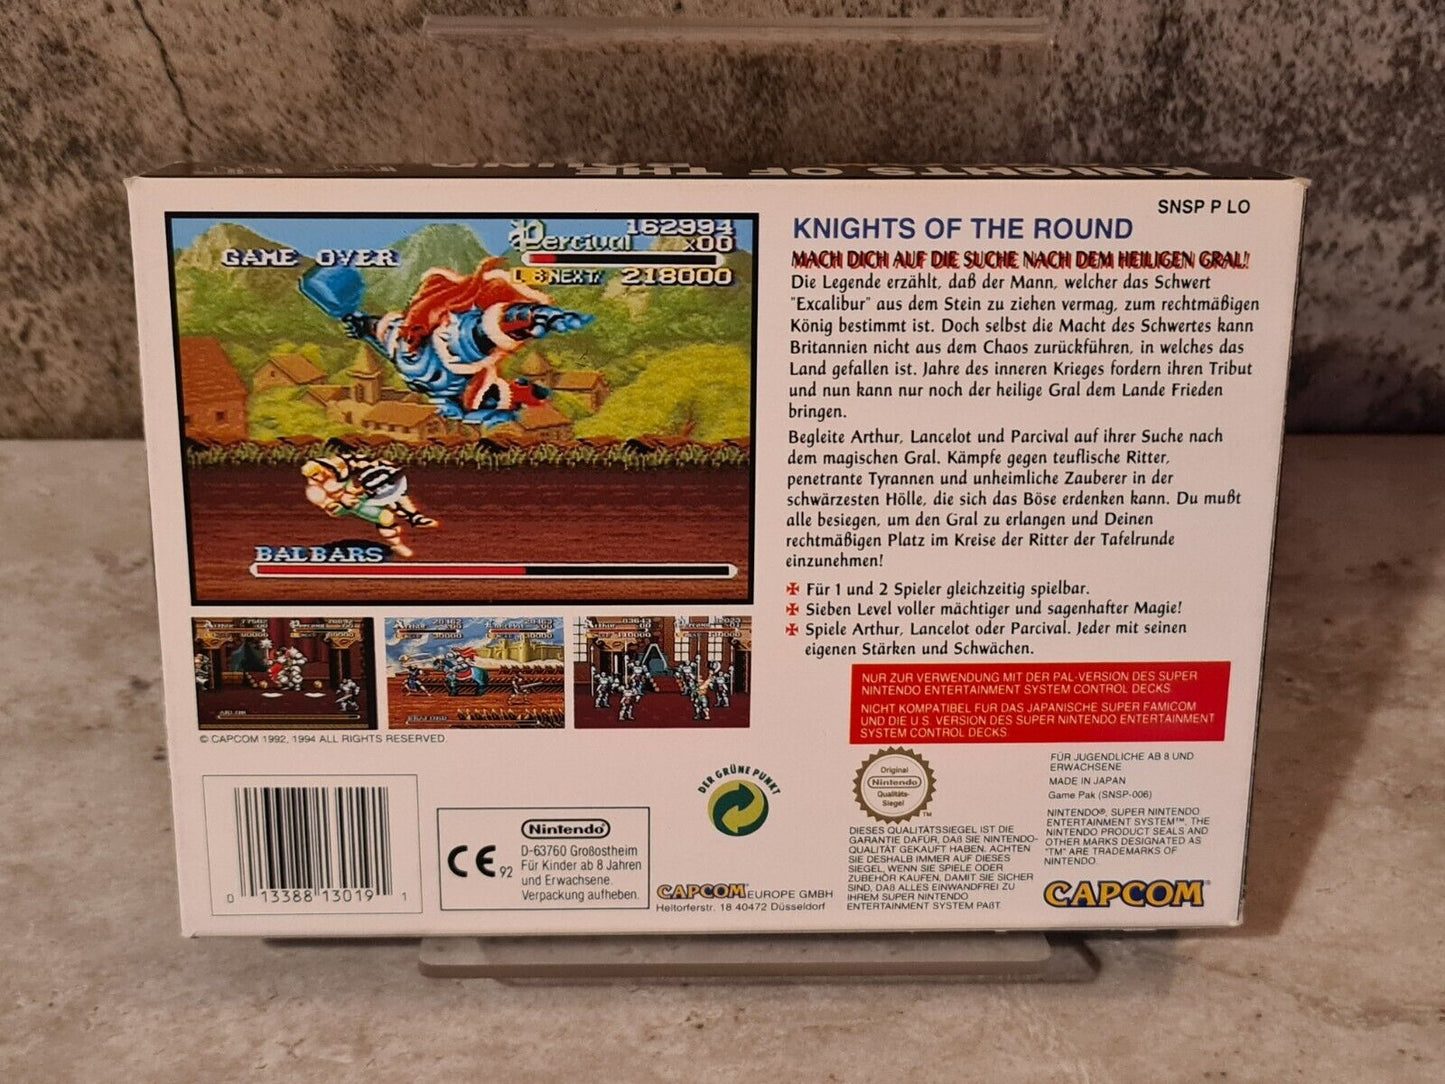 KNIGHTS OF THE ROUND
SNSP P LO
GAME OVER
162994
Percival x00
L 3 NEXT: 218000
BALBARS
© CAPCOM 1992, 1994 ALL RIGHTS RESERVED.
KNIGHTS OF THE ROUND
MACH DICH AUF DIE SUCHE NACH DEM HEILIGEN GRAL!
Die Legende erzählt, daß der Mann, welcher das Schwert
"Excalibur" aus dem Stein zu ziehen vermag, zum rechtmäßigen
König bestimmt ist. Doch selbst die Macht des Schwertes kann
Britannien nicht aus dem Chaos zurückführen, in welches das
Land gefallen ist. Jahre des inneren Krieges fordern ihren Tribut
und nun kann nur noch der heilige Gral dem Lande Frieden
bringen.
Begleite Arthur, Lancelot und Parcival auf ihrer Suche nach
dem magischen Gral. Kämpfe gegen teuflische Ritter,
penetrante Tyrannen und unheimliche Zauberer in der
schwärzesten Hölle, die sich das Böse erdenken kann. Du mußt
alle besiegen, um den Gral zu erlangen und Deinen
rechtmäßigen Platz im Kreise der Ritter der Tafelrunde
einzunehmen!
Für 1 und 2 Spieler gleichzeitig spielbar.
Sieben Level voller mächtiger und sagenhafter Magie!
Spiele Arthur, Lancelot oder Parcival. Jeder mit seinen
eigenen Stärken und Schwächen.
NUR ZUR VERWENDUNG MIT DER PAL-VERSION DES SUPER
NINTENDO ENTERTAINMENT SYSTEM CONTROL DECKS
NICHT KOMPATIBEL FUR DAS JAPANISCHE SUPER FAMICOM
UND DIE U.S. VERSION DES SUPER NINTENDO ENTERTAINMENT
SYSTEM CONTROL DECKS.
0 13388 13019 1
Nintendo
CE 92
D-63760 Großostheim
Für Kinder ab 8 Jahren
und Erwachsene.
Verpackung aufheben.
DER GRÜNE PUNKT
CAPCOM EUROPE GMBH
Heltorferstr. 18 40472 Düsseldorf
Original
Nintendo
Qualitäts-
Siegel
TM
DIESES QUALITÄTSSIEGEL IST DIE
GARANTIE DAFÜR, DAß SIE NINTENDO-
QUALITÄT GEKAUFT HABEN. ACHTEN
SIE DESHALB IMMER AUF DIESES
SIEGEL, WENN SIE SPIELE ODER
ZUBEHÖR KAUFEN, DAMIT SIE SICHER
SIND, DAß ALLES EINWANDFREI ZU
IHREM SUPER NINTENDO
ENTERTAINMENT SYSTEM PAßT.
FÜR JUGENDLICHE AB 8 UND
ERWACHSENE
MADE IN JAPAN
Game Pak (SNSP-006)
NINTENDO®, SUPER NINTENDO
ENTERTAINMENT SYSTEM™, THE
NINTENDO PRODUCT SEALS AND
OTHER MARKS DESIGNATED AS
"TM" ARE TRADEMARKS OF
NINTENDO.
CAPCOM®